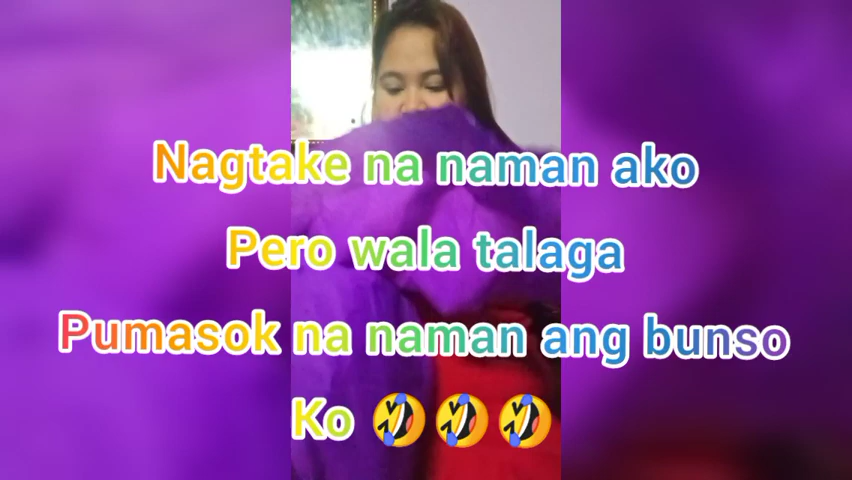 Nagtake na naman ako
Pero wala talaga
Pumasok na naman ang bunso
Ko 🤣🤣🤣